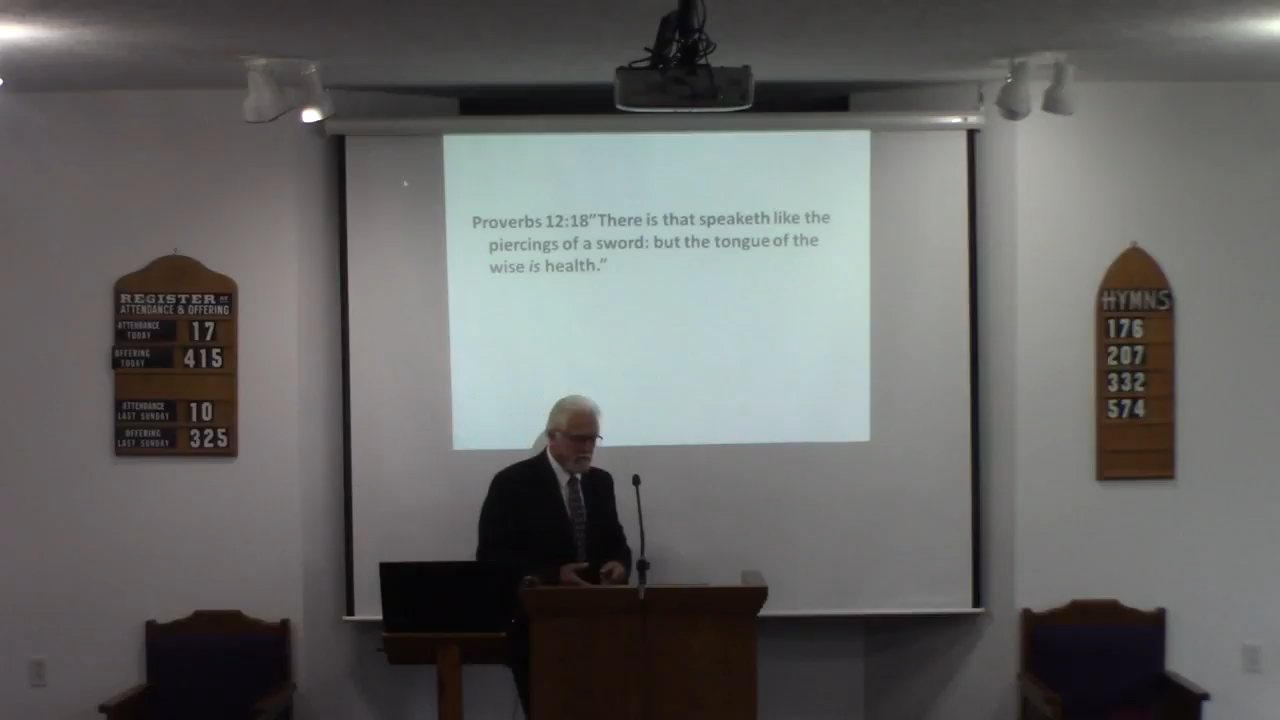 Proverbs 12:18”There is that speaketh like the
piercings of a sword: but the tongue of the
wise is health.”
REGISTER OF
ATTENDANCE & OFFERING
ATTENDANCE
TODAY 17
OFFERING
TODAY 415
ATTENDANCE
LAST SUNDAY 10
OFFERING
LAST SUNDAY 325
HYMNS
176
207
332
574